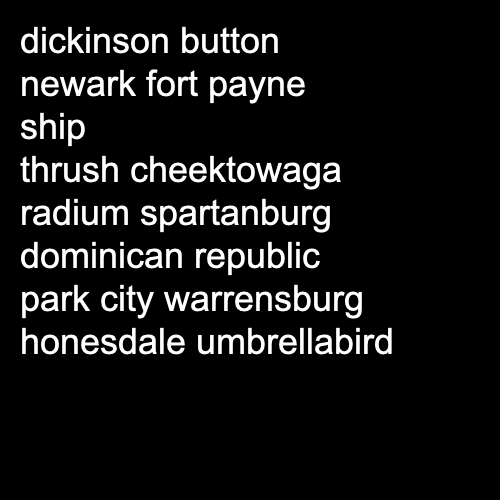 dickinson button
newark fort payne
ship
thrush cheektowaga
radium spartanburg
dominican republic
park city warrensburg
honesdale umbrellabird